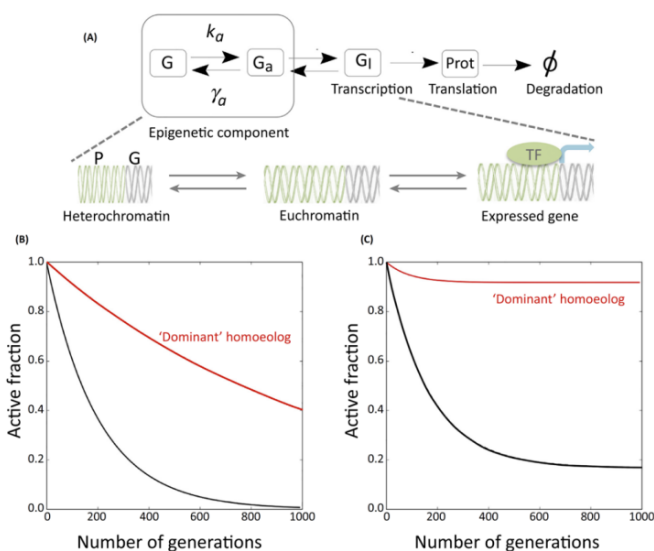 (A)
kₐ
G
Gₐ
G_I
Prot
ϕ
γₐ
Transcription
Translation
Degradation
Epigenetic component
P G
TF
Heterochromatin
Euchromatin
Expressed gene
(B)
1.0
0.8
0.6
0.4
0.2
0.0
0 200 400 600 800 1000
Active fraction
Number of generations
'Dominant' homoeolog
(C)
1.0
0.8
0.6
0.4
0.2
0.0
0 200 400 600 800 1000
Active fraction
Number of generations
'Dominant' homoeolog